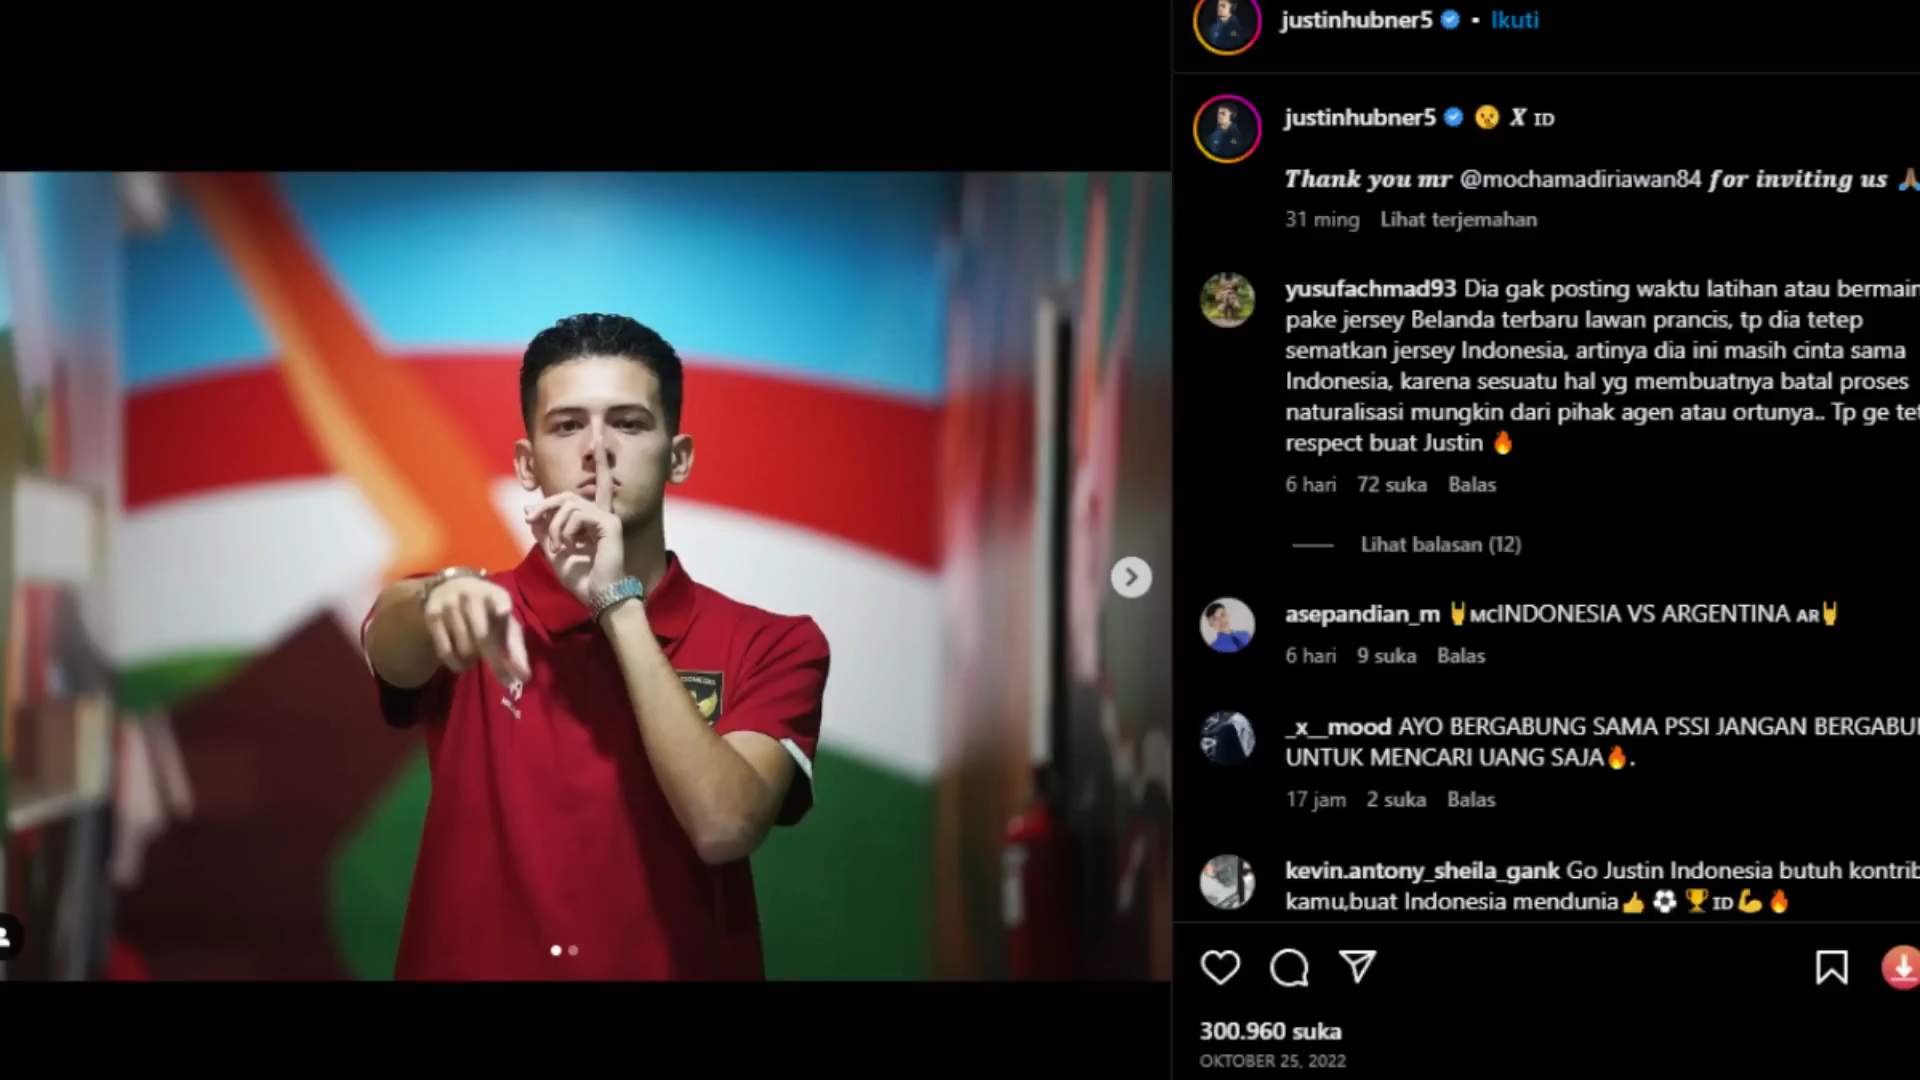 justinhubner5 • Ikuti
justinhubner5 🤫 𝑿 ID
𝑻𝒉𝒂𝒏𝒌 𝒚𝒐𝒖 𝒎𝒓 @mochamadiriawan84 𝒇𝒐𝒓 𝒊𝒏𝒗𝒊𝒕𝒊𝒏𝒈 𝒖𝒔 🙏🏽
31 ming Lihat terjemahan
yusufachmad93 Dia gak posting waktu latihan atau bermain
pake jersey Belanda terbaru lawan prancis, tp dia tetep
sematkan jersey Indonesia, artinya dia ini masih cinta sama
Indonesia, karena sesuatu hal yg membuatnya batal proses
naturalisasi mungkin dari pihak agen atau ortunya.. Tp ge tet
respect buat Justin 🔥
6 hari 72 suka Balas
Lihat balasan (12)
asepandian_m 🤘MCINDONESIA VS ARGENTINA AR🤘
6 hari 9 suka Balas
_x__mood AYO BERGABUNG SAMA PSSI JANGAN BERGABU
UNTUK MENCARI UANG SAJA🔥.
17 jam 2 suka Balas
kevin.antony_sheila_gank Go Justin Indonesia butuh kontrib
kamu,buat Indonesia mendunia👍⚽🏆ID💪🔥
300.960 suka
OKTOBER 25, 2022